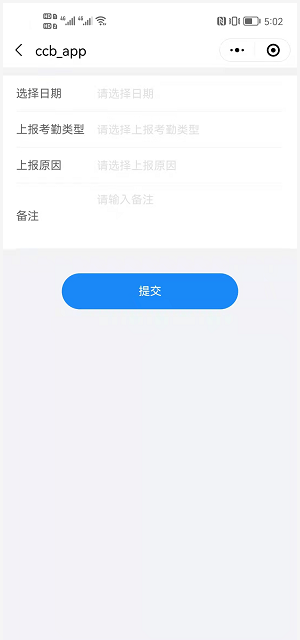 5:02
ccb_app
选择日期 请选择日期
上报考勤类型 请选择上报考勤类型
上报原因 请选择上报原因
请输入备注
备注
提交